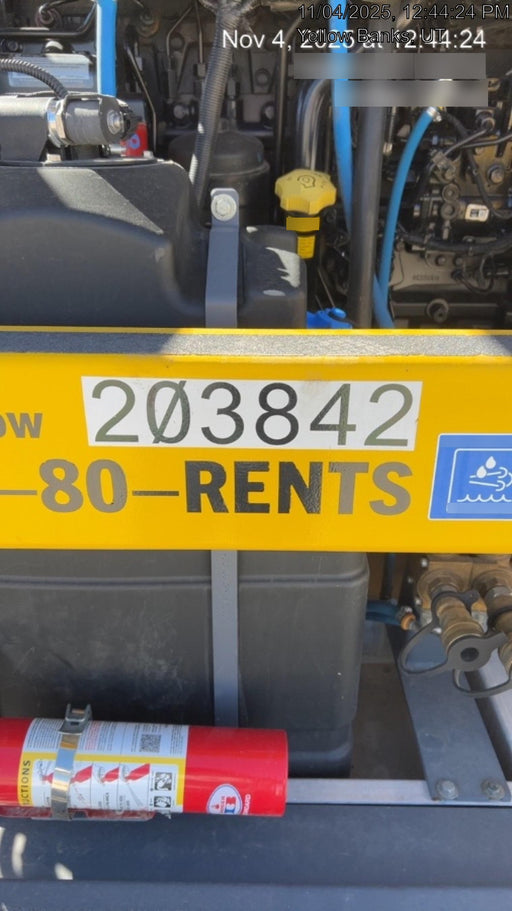 11/04/2025, 12:44:24 PM
Yellow Banks, UT
Nov 4, 2025 at 12:44:24
2Ø3842
OW
—80—RENTS
UCTIONS